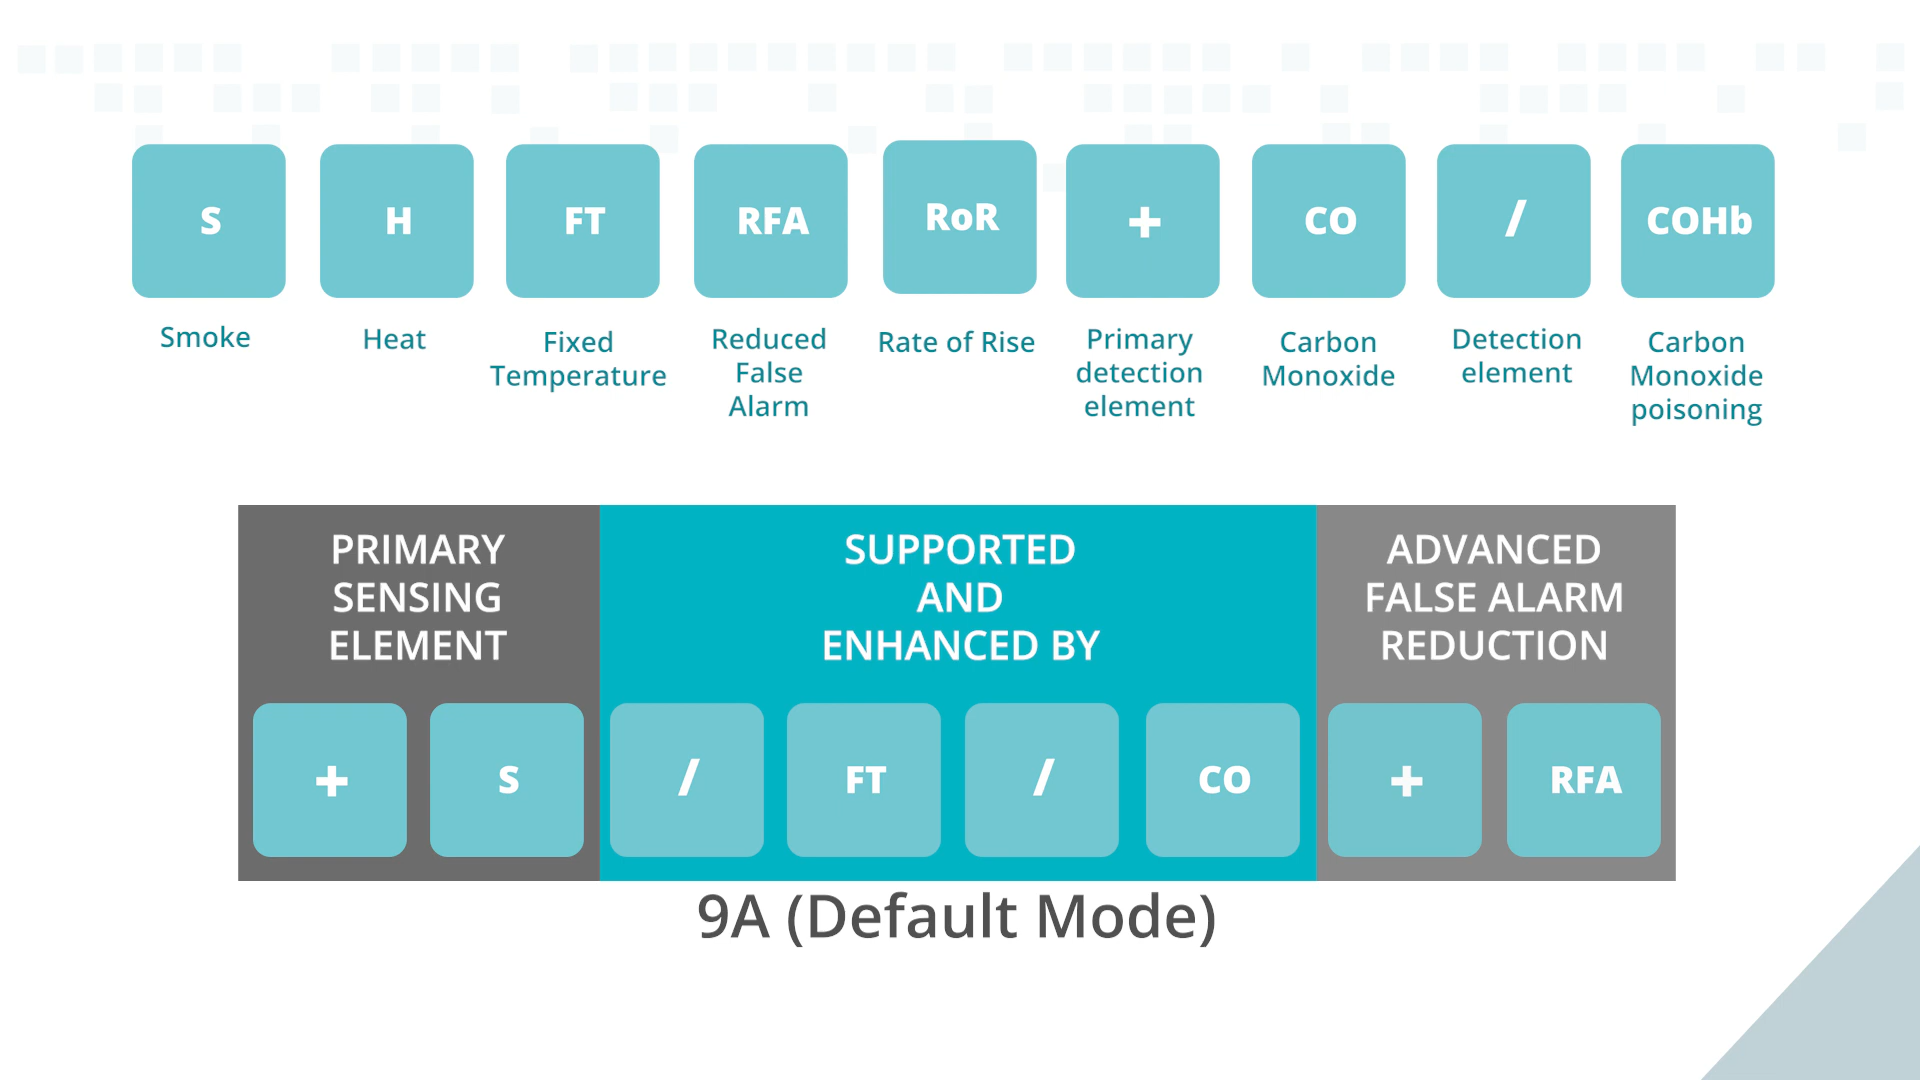 S H FT RFA RoR + CO / COHb
Smoke
Heat
Fixed
Temperature
Reduced
False
Alarm
Rate of Rise
Primary
detection
element
Carbon
Monoxide
Detection
element
Carbon
Monoxide
poisoning
PRIMARY
SENSING
ELEMENT
SUPPORTED
AND
ENHANCED BY
ADVANCED
FALSE ALARM
REDUCTION
+ S / FT / CO + RFA
9A (Default Mode)